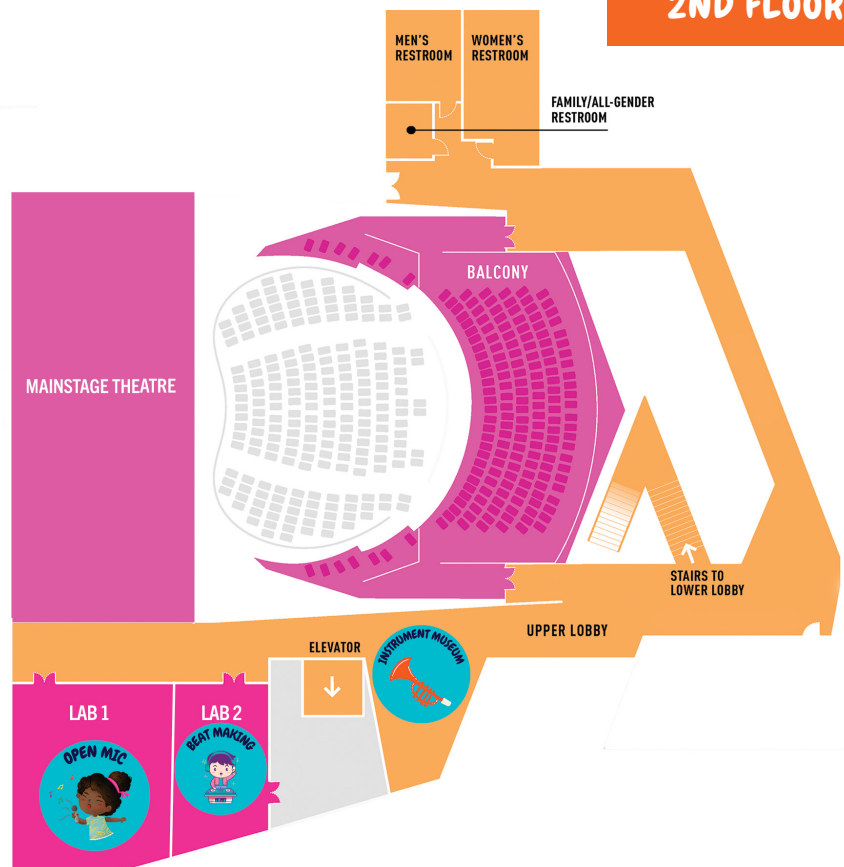 2ND FLOOR
MEN'S
RESTROOM
WOMEN'S
RESTROOM
FAMILY/ALL-GENDER
RESTROOM
BALCONY
MAINSTAGE THEATRE
STAIRS TO
LOWER LOBBY
UPPER LOBBY
ELEVATOR
INSTRUMENT MUSEUM
LAB 1
OPEN MIC
LAB 2
BEAT MAKING